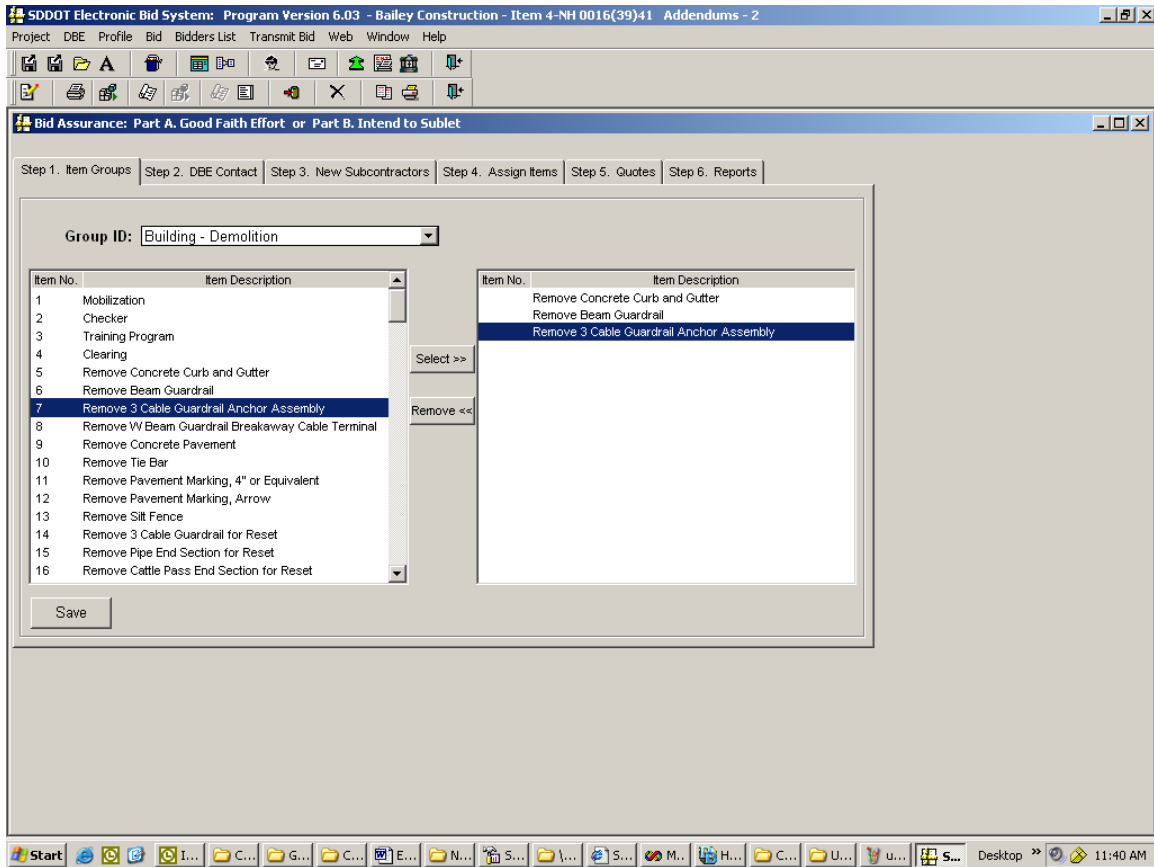 SDDOT Electronic Bid System: Program Version 6.03 - Bailey Construction - Item 4-NH 0016(39)41 Addendums - 2
Project DBE Profile Bid Bidders List Transmit Bid Web Window Help
Bid Assurance: Part A. Good Faith Effort or Part B. Intend to Sublet
Step 1. Item Groups Step 2. DBE Contact Step 3. New Subcontractors Step 4. Assign Items Step 5. Quotes Step 6. Reports
Group ID: Building - Demolition
Item No. Item Description
1 Mobilization
2 Checker
3 Training Program
4 Clearing
5 Remove Concrete Curb and Gutter
6 Remove Beam Guardrail
7 Remove 3 Cable Guardrail Anchor Assembly
8 Remove W Beam Guardrail Breakaway Cable Terminal
9 Remove Concrete Pavement
10 Remove Tie Bar
11 Remove Pavement Marking, 4" or Equivalent
12 Remove Pavement Marking, Arrow
13 Remove Silt Fence
14 Remove 3 Cable Guardrail for Reset
15 Remove Pipe End Section for Reset
16 Remove Cattle Pass End Section for Reset
Select >>
Remove <<
Item No. Item Description
Remove Concrete Curb and Gutter
Remove Beam Guardrail
Remove 3 Cable Guardrail Anchor Assembly
Save
Start I... C... G... C... E... N... S... \... S... M.. H... C... U... u... S... Desktop » 11:40 AM